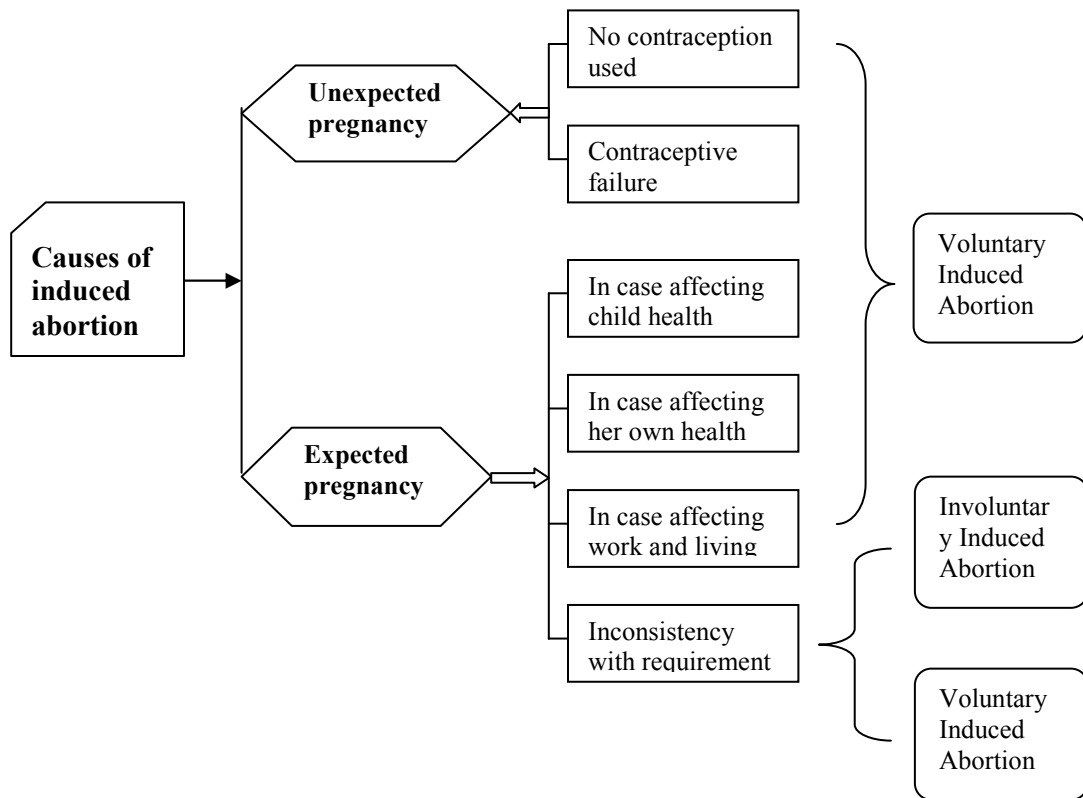 No contraception
used
Unexpected
pregnancy
Contraceptive
failure
Causes of
induced
abortion
Voluntary
Induced
Abortion
In case affecting
child health
In case affecting
her own health
Expected
pregnancy
In case affecting
work and living
Involuntar
y Induced
Abortion
Inconsistency
with requirement
Voluntary
Induced
Abortion